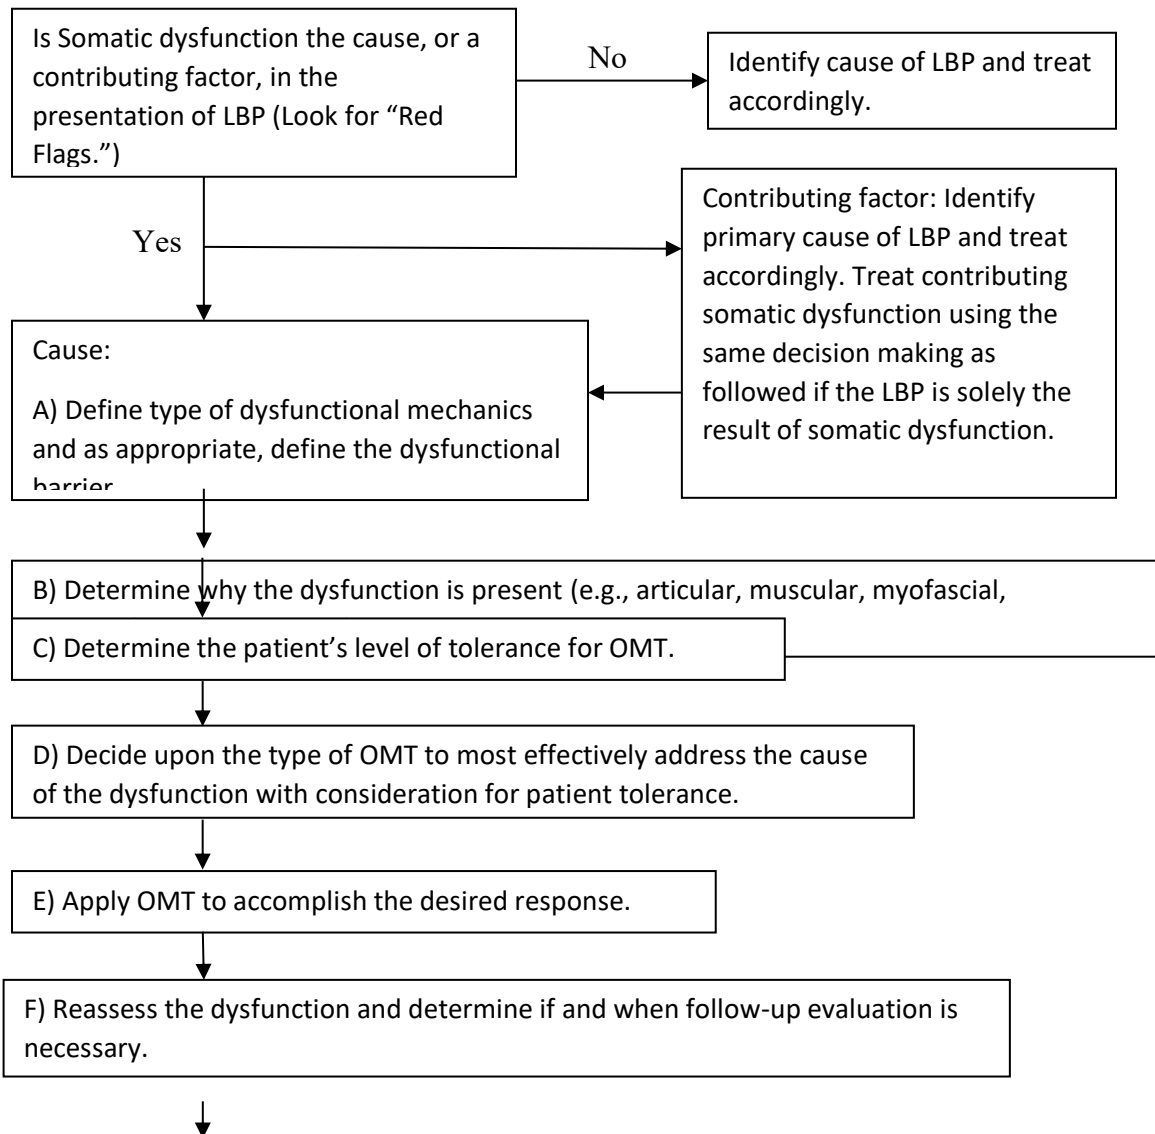 Is Somatic dysfunction the cause, or a
contributing factor, in the
presentation of LBP (Look for “Red
Flags.”)
No
Identify cause of LBP and treat
accordingly.
Yes
Contributing factor: Identify
primary cause of LBP and treat
accordingly. Treat contributing
somatic dysfunction using the
same decision making as
followed if the LBP is solely the
result of somatic dysfunction.
Cause:
A) Define type of dysfunctional mechanics
and as appropriate, define the dysfunctional
barrier
B) Determine why the dysfunction is present (e.g., articular, muscular, myofascial,
C) Determine the patient’s level of tolerance for OMT.
D) Decide upon the type of OMT to most effectively address the cause
of the dysfunction with consideration for patient tolerance.
E) Apply OMT to accomplish the desired response.
F) Reassess the dysfunction and determine if and when follow-up evaluation is
necessary.